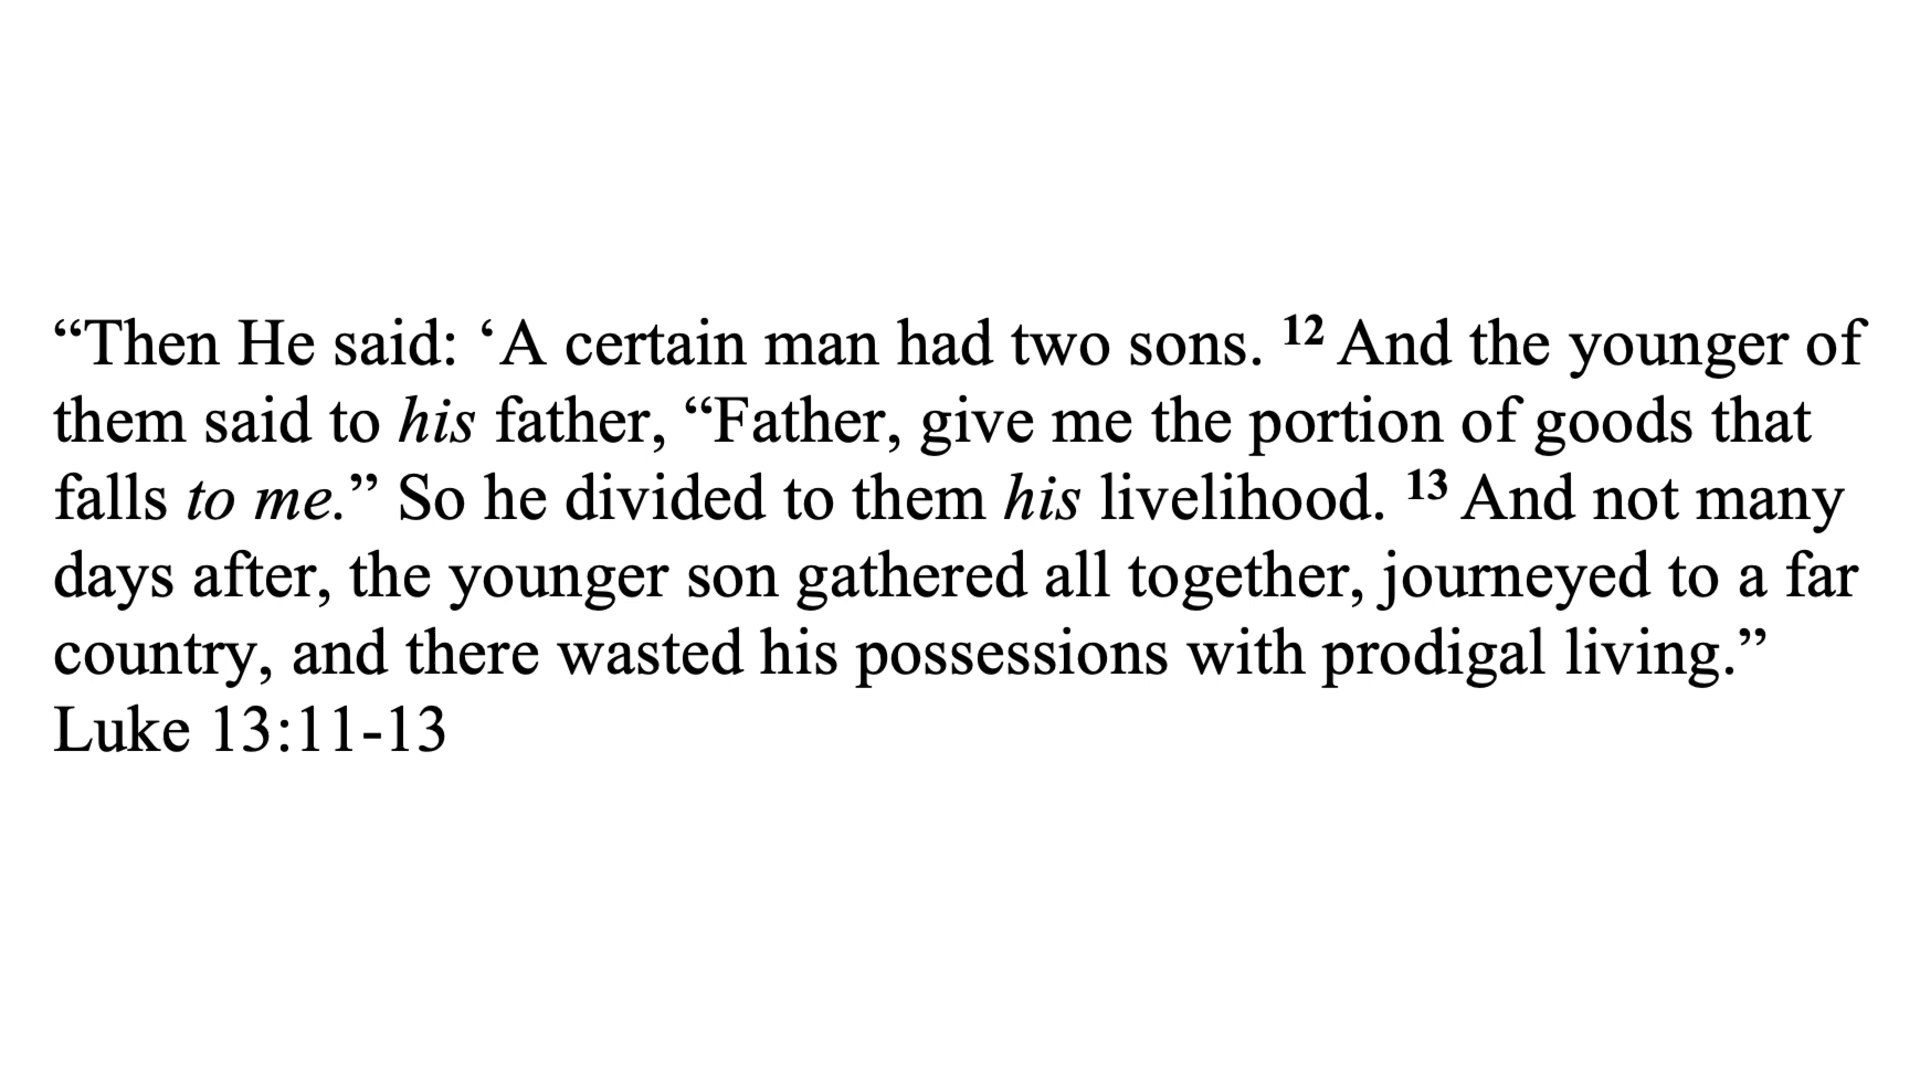 “Then He said: ‘A certain man had two sons. 12 And the younger of
them said to his father, “Father, give me the portion of goods that
falls to me.” So he divided to them his livelihood. 13 And not many
days after, the younger son gathered all together, journeyed to a far
country, and there wasted his possessions with prodigal living.”
Luke 13:11-13